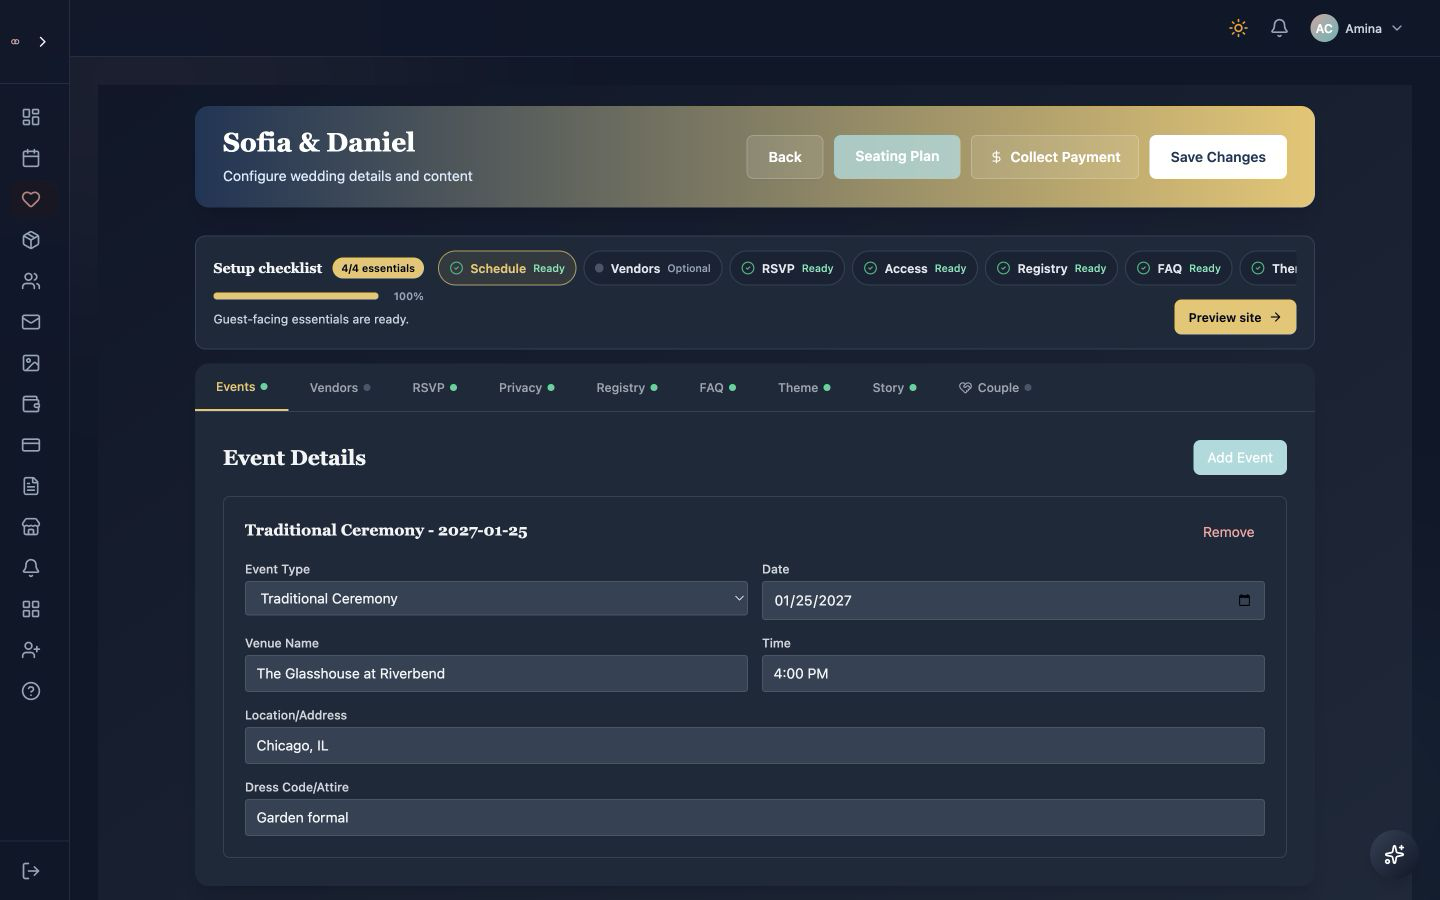 AC Amina
Sofia & Daniel
Configure wedding details and content
Back
Seating Plan
$ Collect Payment
Save Changes
Setup checklist
4/4 essentials
100%
Guest-facing essentials are ready.
Schedule Ready
Vendors Optional
RSVP Ready
Access Ready
Registry Ready
FAQ Ready
Preview site
Events
Vendors
RSVP
Privacy
Registry
FAQ
Theme
Story
Couple
Event Details
Add Event
Traditional Ceremony - 2027-01-25
Remove
Event Type
Traditional Ceremony
Date
01/25/2027
Venue Name
The Glasshouse at Riverbend
Time
4:00 PM
Location/Address
Chicago, IL
Dress Code/Attire
Garden formal